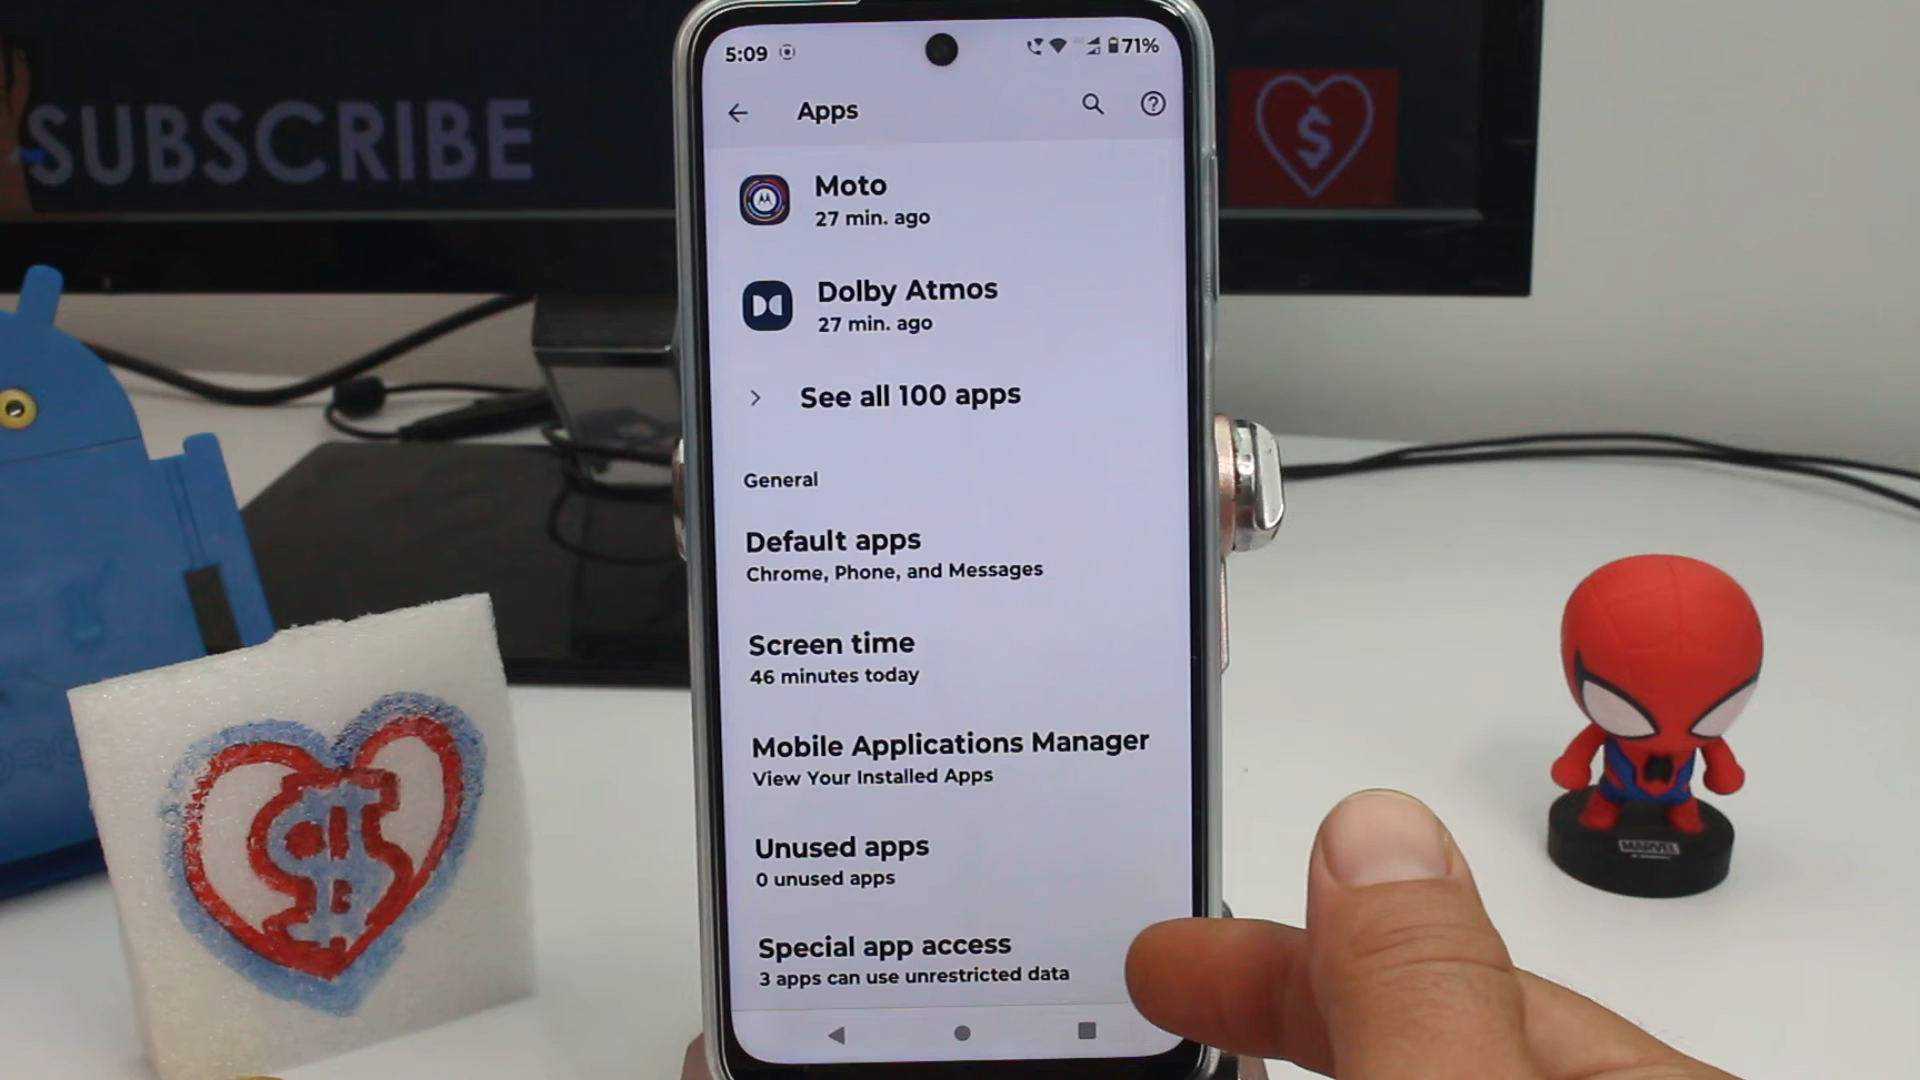 SUBSCRIBE
$
5:09
71%
Apps
Moto
27 min. ago
Dolby Atmos
27 min. ago
See all 100 apps
General
Default apps
Chrome, Phone, and Messages
Screen time
46 minutes today
Mobile Applications Manager
View Your Installed Apps
Unused apps
0 unused apps
Special app access
3 apps can use unrestricted data
MARVEL